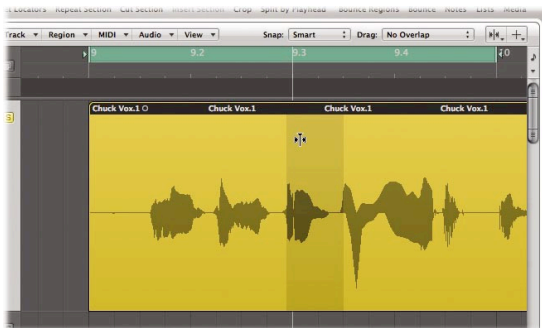 Locators Repeat Section Cut Section Insert Section Crop Split by Playhead Bounce Regions Bounce Notes Lists Media
Track Region MIDI Audio View Snap: Smart Drag: No Overlap
9 9.2 9.3 9.4
Chuck Vox.1 Chuck Vox.1 Chuck Vox.1 Chuck Vox.1